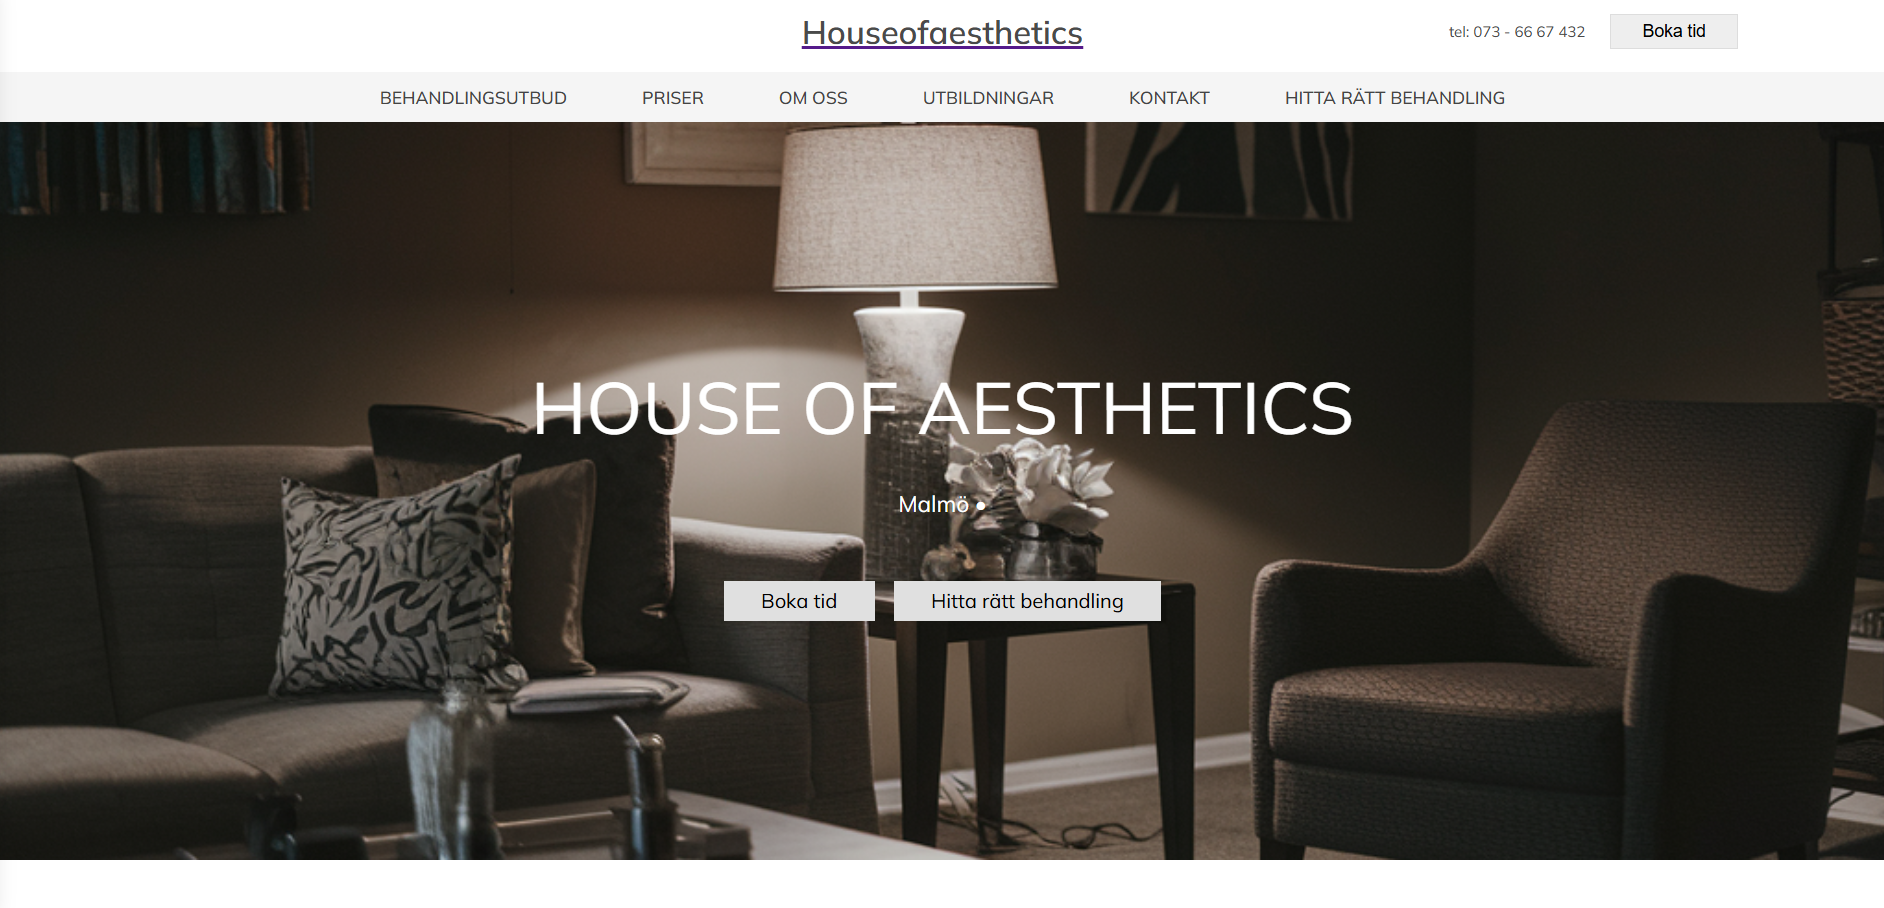 Houseofaesthetics
tel: 073 - 66 67 432
Boka tid
BEHANDLINGSUTBUD
PRISER
OM OSS
UTBILDNINGAR
KONTAKT
HITTA RÄTT BEHANDLING
HOUSE OF AESTHETICS
Malmö •
Boka tid
Hitta rätt behandling